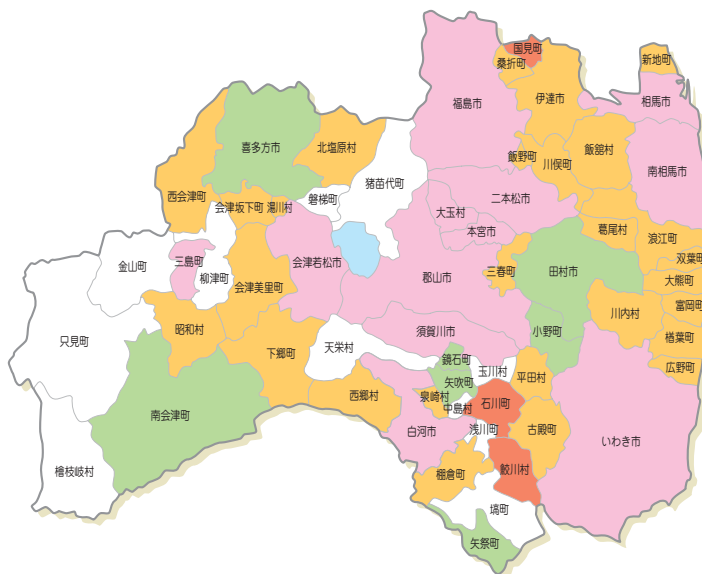 国見町
桑折町
新地町
伊達市
福島市
相馬市
喜多方市
北塩原村
飯野町
川俣町
飯舘村
猪苗代町
南相馬市
西会津町
磐梯町
二本松市
会津坂下町
湯川村
大玉村
本宮市
葛尾村
浪江町
三島町
会津若松市
双葉町
金山町
柳津町
郡山市
三春町
田村市
大熊町
会津美里町
富岡町
川内村
昭和村
須賀川市
小野町
楢葉町
只見町
天栄村
下郷町
鏡石町
玉川村
広野町
矢吹町
平田村
西郷村
泉崎村
中島村
石川町
南会津町
白河市
浅川町
古殿町
いわき市
檜枝岐村
棚倉町
鮫川村
塙町
矢祭町